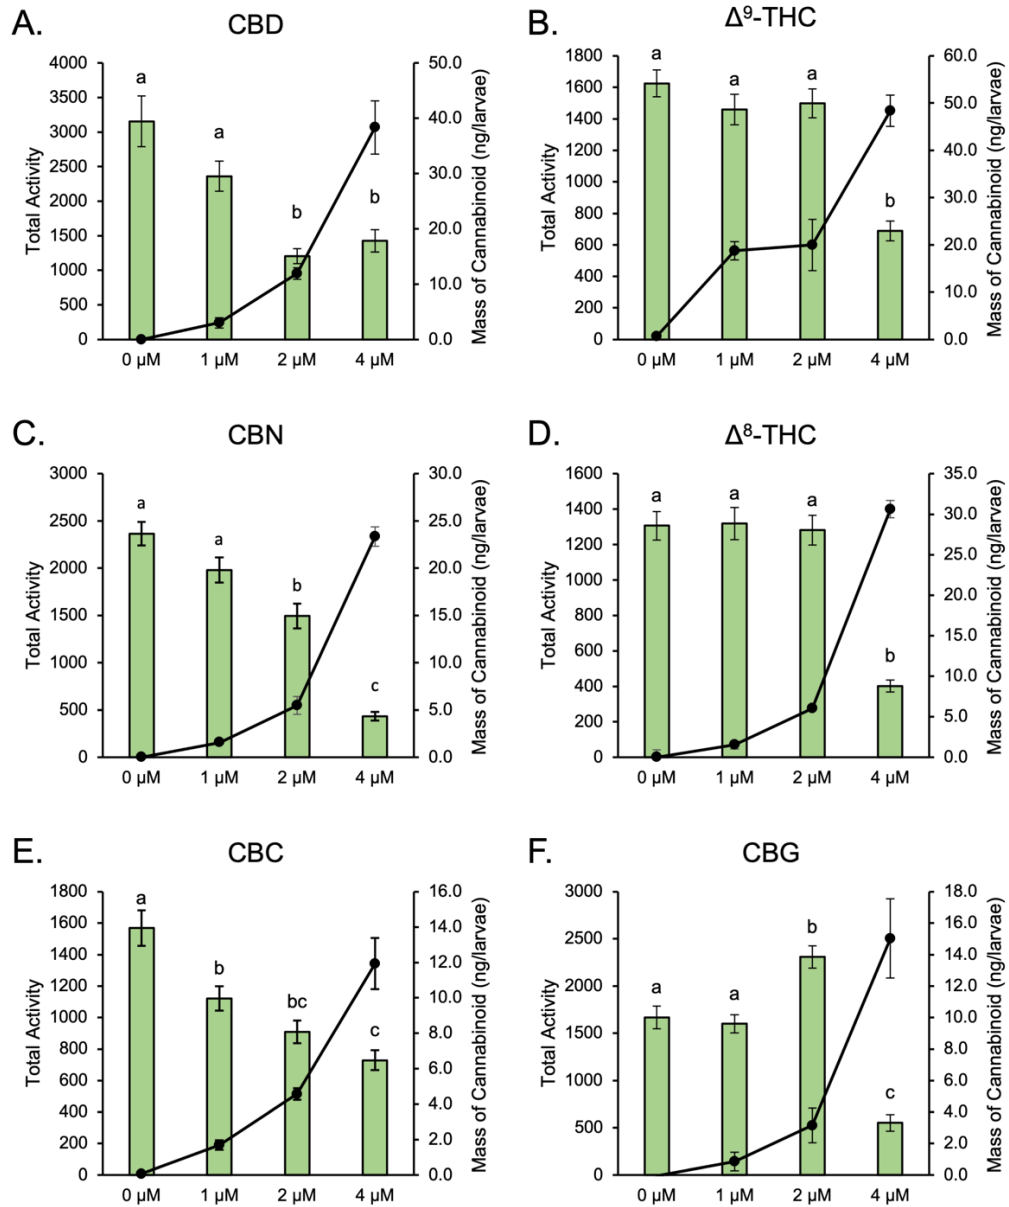 A.
CBD
4000
3500
3000
2500
2000
1500
1000
500
0
Total Activity
a
a
b
b
50.0
40.0
30.0
20.0
10.0
0.0
Mass of Cannabinoid (ng/larvae)
0 µM
1 µM
2 µM
4 µM
B.
Δ⁹-THC
1800
1600
1400
1200
1000
800
600
400
200
0
Total Activity
a
a
a
b
60.0
50.0
40.0
30.0
20.0
10.0
0.0
Mass of Cannabinoid (ng/larvae)
0 µM
1 µM
2 µM
4 µM
C.
CBN
3000
2500
2000
1500
1000
500
0
Total Activity
a
a
b
c
30.0
25.0
20.0
15.0
10.0
5.0
0.0
Mass of Cannabinoid (ng/larvae)
0 µM
1 µM
2 µM
4 µM
D.
Δ⁸-THC
1600
1400
1200
1000
800
600
400
200
0
Total Activity
a
a
a
b
35.0
30.0
25.0
20.0
15.0
10.0
5.0
0.0
Mass of Cannabinoid (ng/larvae)
0 µM
1 µM
2 µM
4 µM
E.
CBC
1800
1600
1400
1200
1000
800
600
400
200
0
Total Activity
a
b
bc
c
16.0
14.0
12.0
10.0
8.0
6.0
4.0
2.0
0.0
Mass of Cannabinoid (ng/larvae)
0 µM
1 µM
2 µM
4 µM
F.
CBG
3000
2500
2000
1500
1000
500
0
Total Activity
a
a
b
c
18.0
16.0
14.0
12.0
10.0
8.0
6.0
4.0
2.0
0.0
Mass of Cannabinoid (ng/larvae)
0 µM
1 µM
2 µM
4 µM